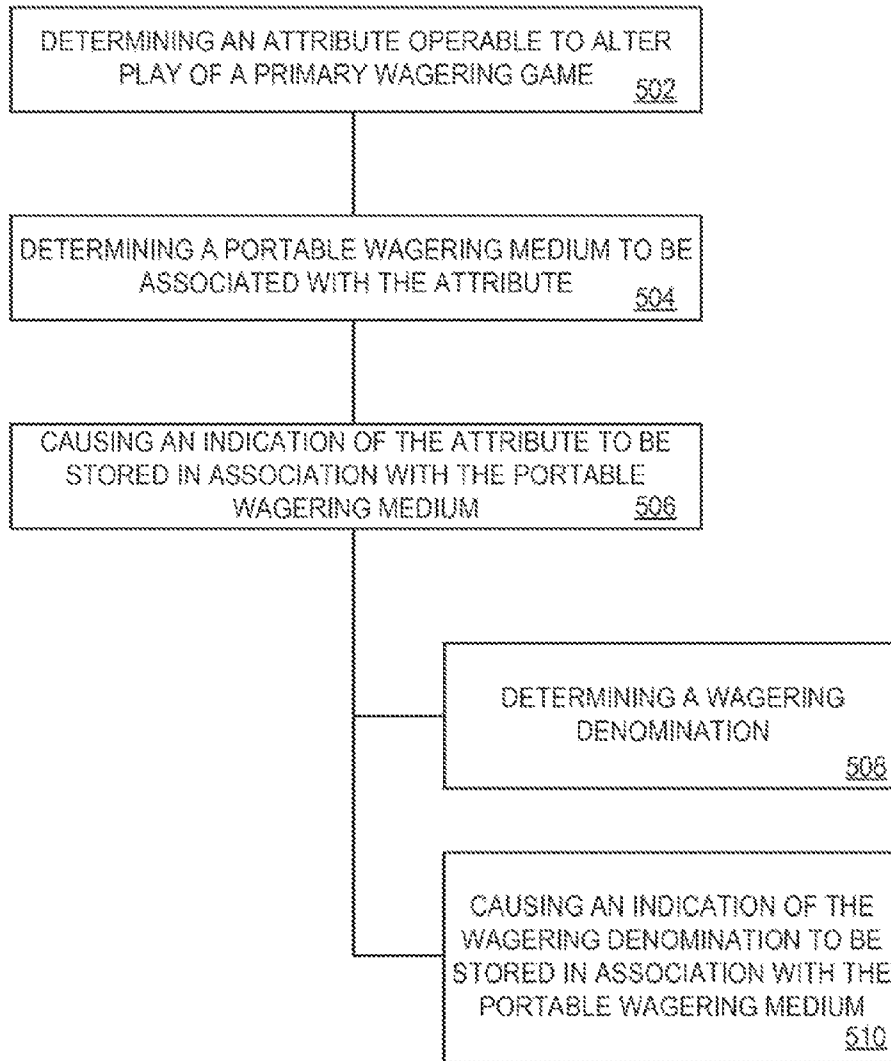 DETERMINING AN ATTRIBUTE OPERABLE TO ALTER
PLAY OF A PRIMARY WAGERING GAME
502
DETERMINING A PORTABLE WAGERING MEDIUM TO BE
ASSOCIATED WITH THE ATTRIBUTE
504
CAUSING AN INDICATION OF THE ATTRIBUTE TO BE
STORED IN ASSOCIATION WITH THE PORTABLE
WAGERING MEDIUM
506
DETERMINING A WAGERING
DENOMINATION
508
CAUSING AN INDICATION OF THE
WAGERING DENOMINATION TO BE
STORED IN ASSOCIATION WITH THE
PORTABLE WAGERING MEDIUM
510